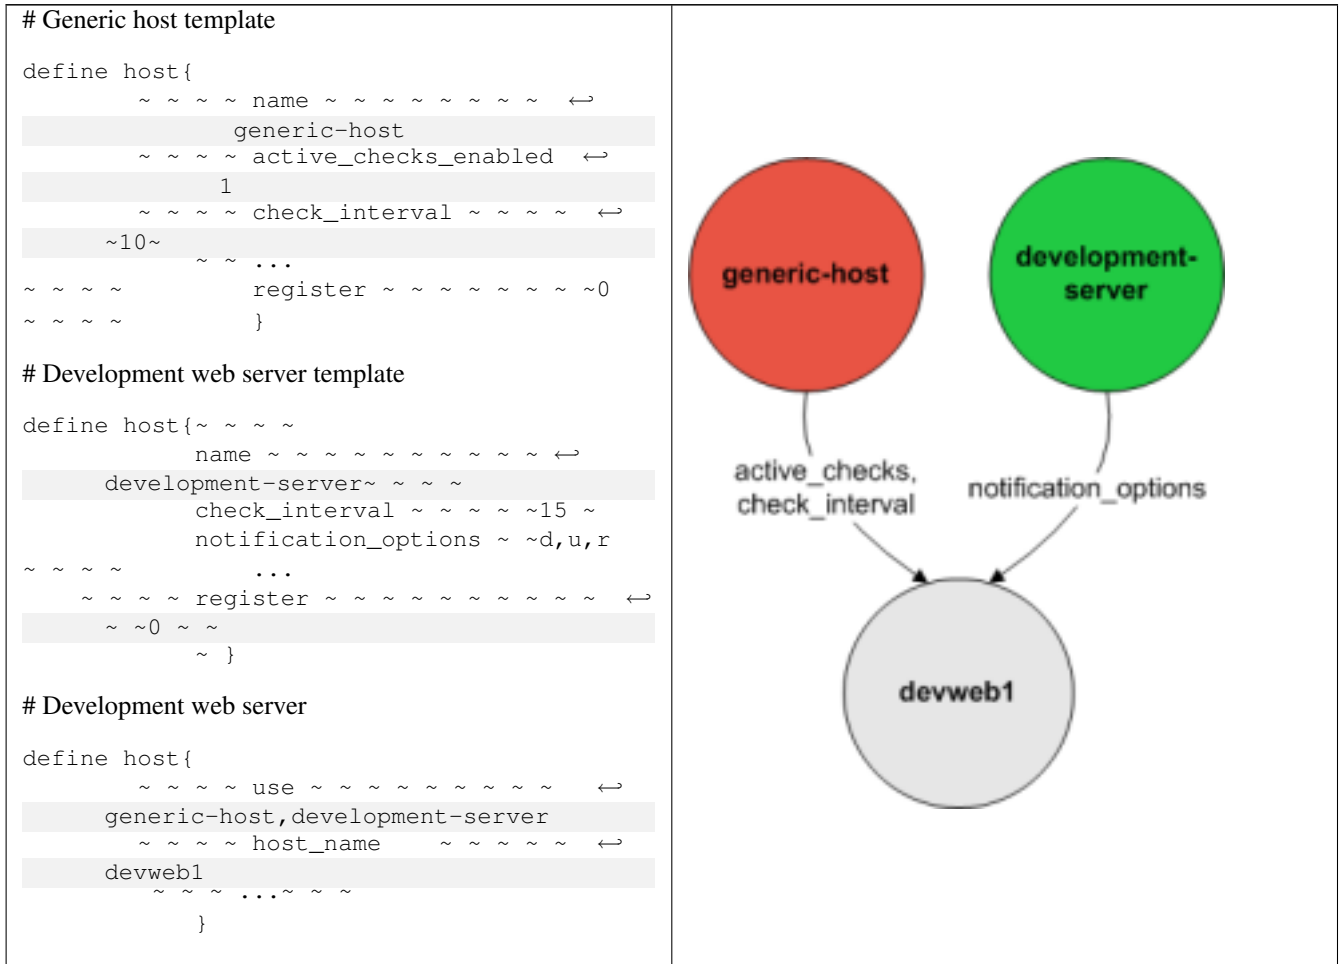 # Generic host template
define host{
~ ~ ~ ~ name ~ ~ ~ ~ ~ ~ ~ ~ ↩
generic-host
~ ~ ~ ~ active_checks_enabled ↩
1
~ ~ ~ ~ check_interval ~ ~ ~ ~ ↩
~10~
~ ~ ...
~ ~ ~ ~ register ~ ~ ~ ~ ~ ~ ~ ~0
~ ~ ~ ~ }
# Development web server template
define host{~ ~ ~ ~
name ~ ~ ~ ~ ~ ~ ~ ~ ~ ~ ↩
development-server~ ~ ~ ~
check_interval ~ ~ ~ ~ ~15 ~
notification_options ~ ~d,u,r
~ ~ ~ ~ ...
~ ~ ~ ~ register ~ ~ ~ ~ ~ ~ ~ ~ ~ ~ ↩
~ ~0 ~ ~
~ }
# Development web server
define host{
~ ~ ~ ~ use ~ ~ ~ ~ ~ ~ ~ ~ ~ ↩
generic-host,development-server
~ ~ ~ ~ host_name ~ ~ ~ ~ ~ ↩
devweb1
~ ~ ~ ...~ ~ ~
}
generic-host
development-
server
active_checks,
check_interval
notification_options
devweb1